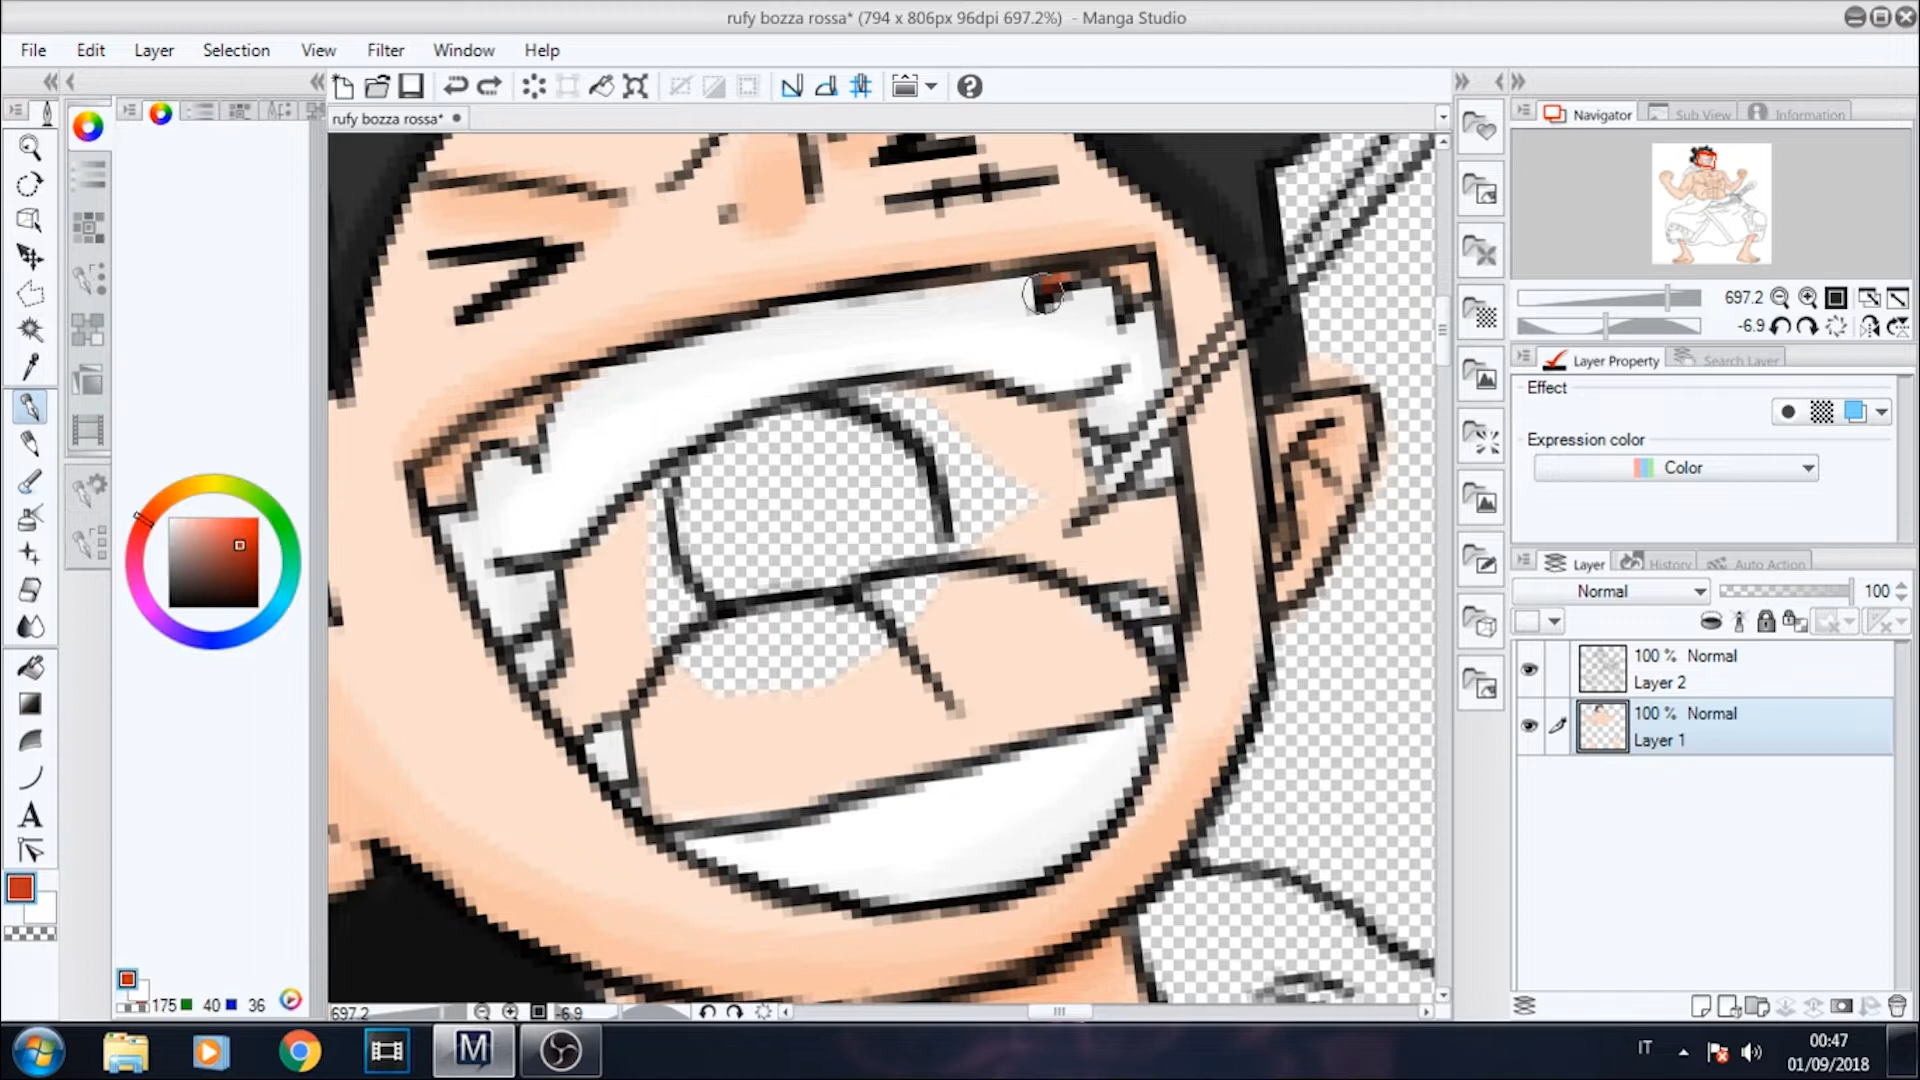 rufy bozza rossa* (794 x 806px 96dpi 697.2%) - Manga Studio
File Edit Layer Selection View Filter Window Help
rufy bozza rossa*
Navigator Sub View Information
697.2
-6.9
Layer Property Search Layer
Effect
Expression color
Color
Layer History Auto Action
Normal 100
100 % Normal
Layer 2
100 % Normal
Layer 1
A
175 40 36
697.2 -6.9
M
IT
00:47
01/09/2018